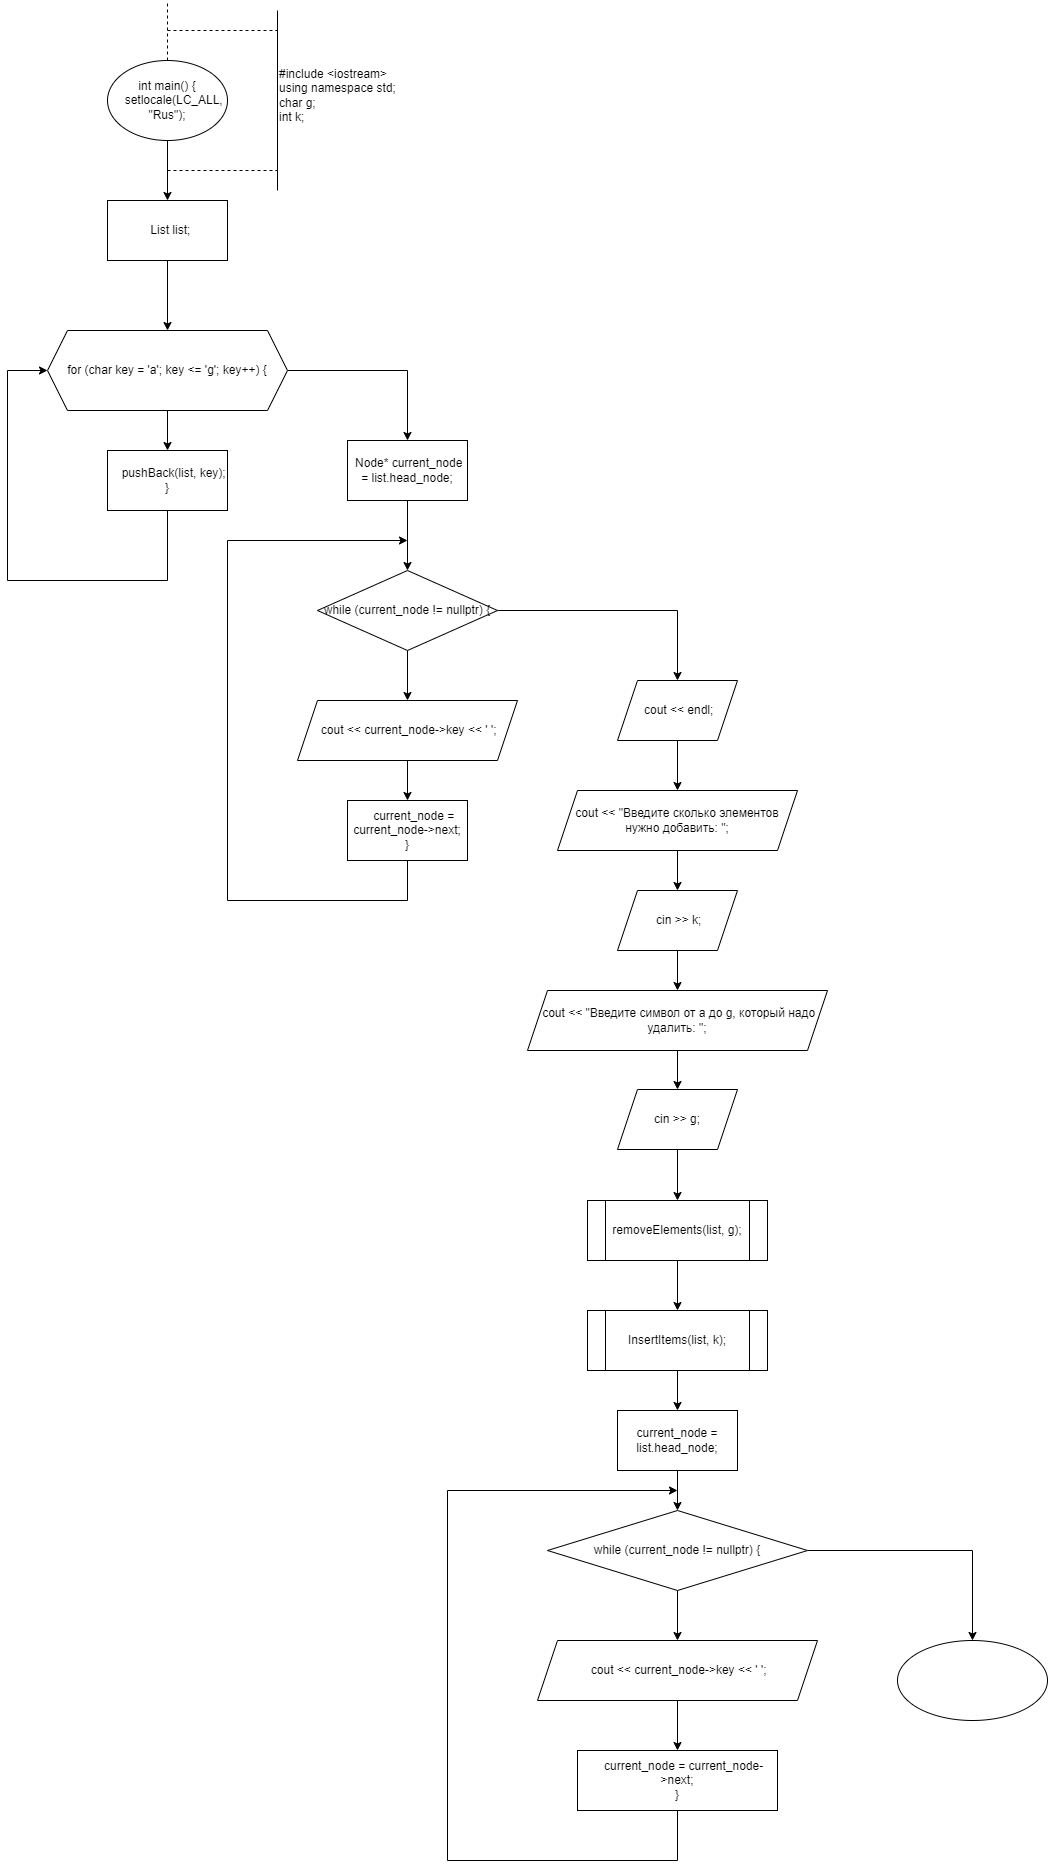 int main() {
setlocale(LC_ALL,
"Rus");
#include <iostream>
using namespace std;
char g;
int k;
List list;
for (char key = 'a'; key <= 'g'; key++) {
pushBack(list, key);
}
Node* current_node
= list.head_node;
while (current_node != nullptr) {
cout << current_node->key << ' ';
current_node =
current_node->next;
}
cout << endl;
cout << "Введите сколько элементов
нужно добавить: ";
cin >> k;
cout << "Введите символ от a до g, который надо
удалить: ";
cin >> g;
removeElements(list, g);
InsertItems(list, k);
current_node =
list.head_node;
while (current_node != nullptr) {
cout << current_node->key << ' ';
current_node = current_node-
>next;
}